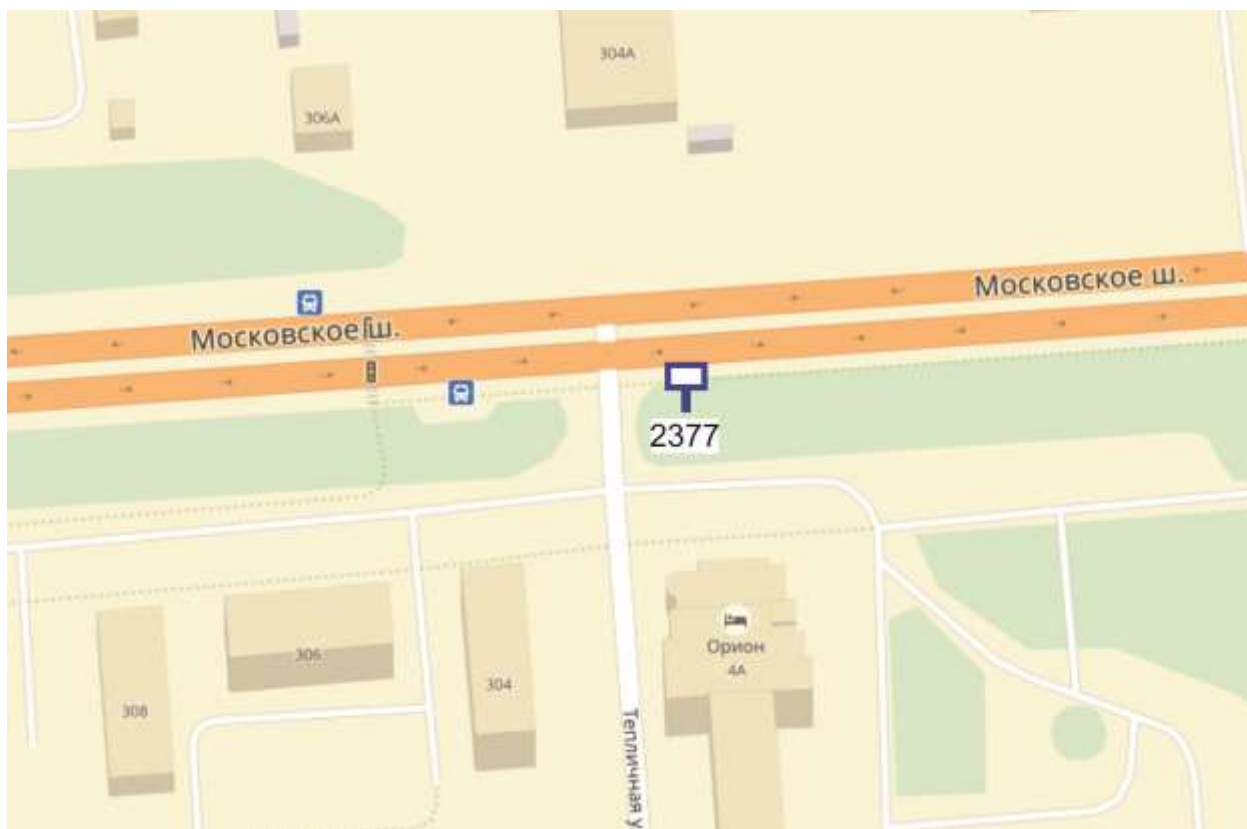 304А
306А
Московское ш.
Московское ш.
2377
Орион
4А
306
304
308
Тепличная у